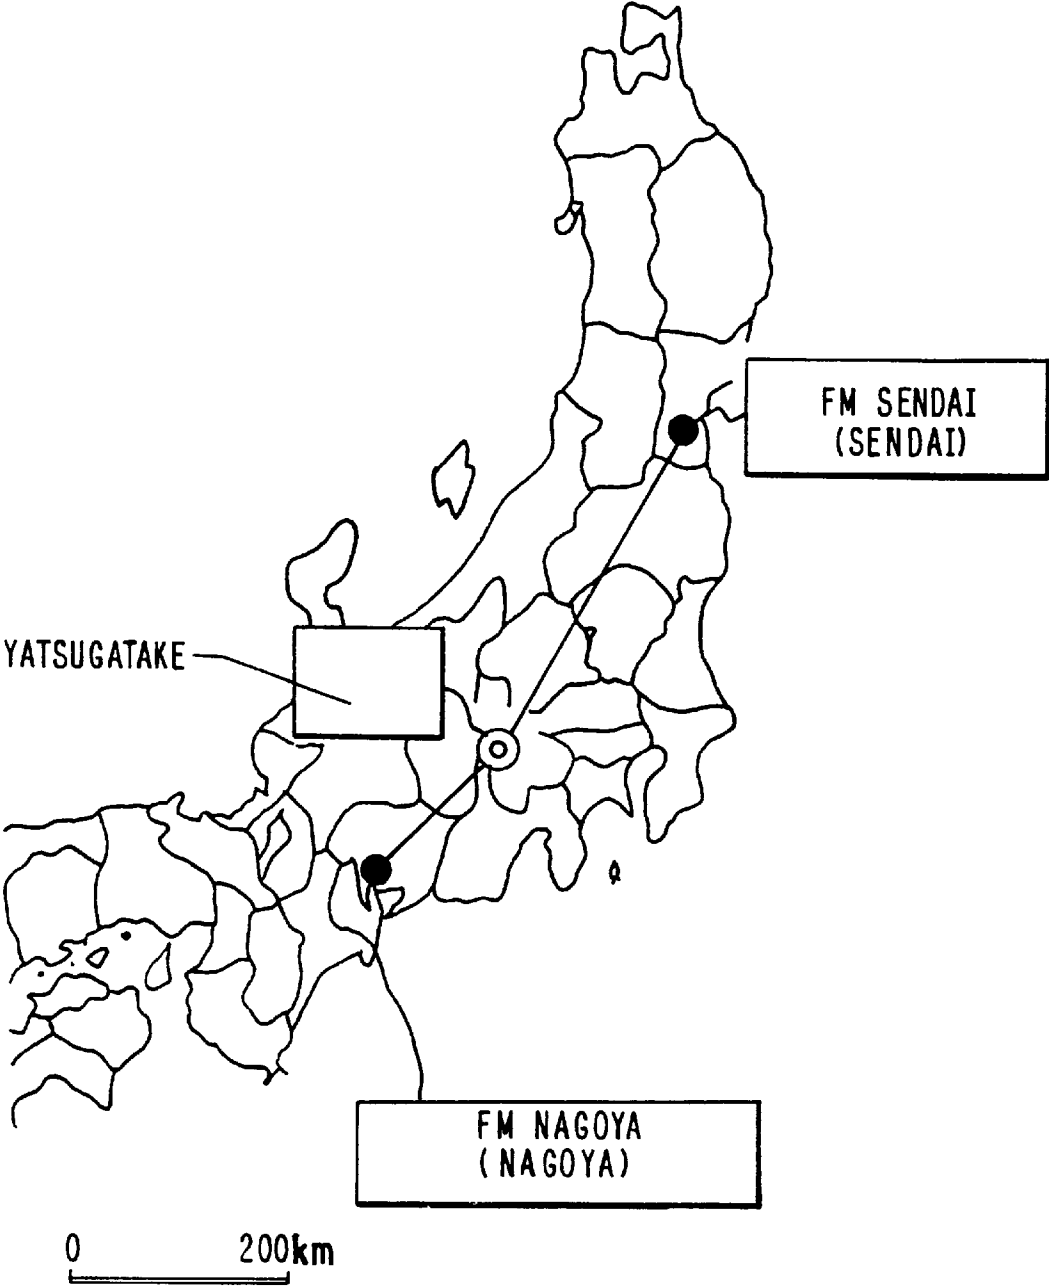 FM SENDAI
(SENDAI)
YATSUGATAKE
FM NAGOYA
(NAGOYA)
0 200km